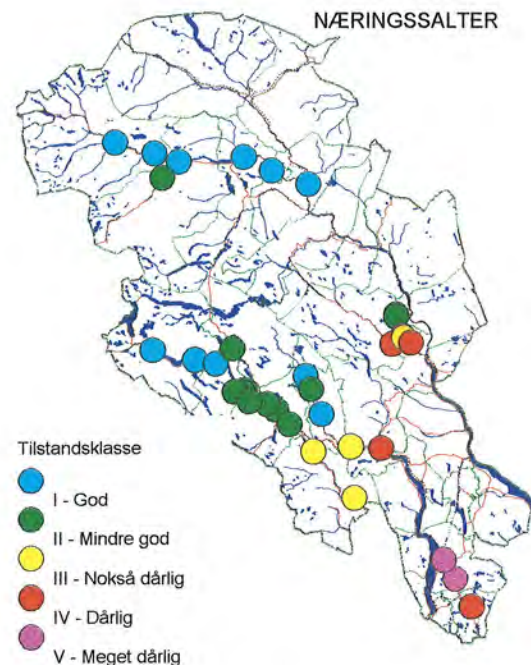 NÆRINGSSALTER
Tilstandsklasse
I - God
II - Mindre god
III - Nokså dårlig
IV - Dårlig
V - Meget dårlig